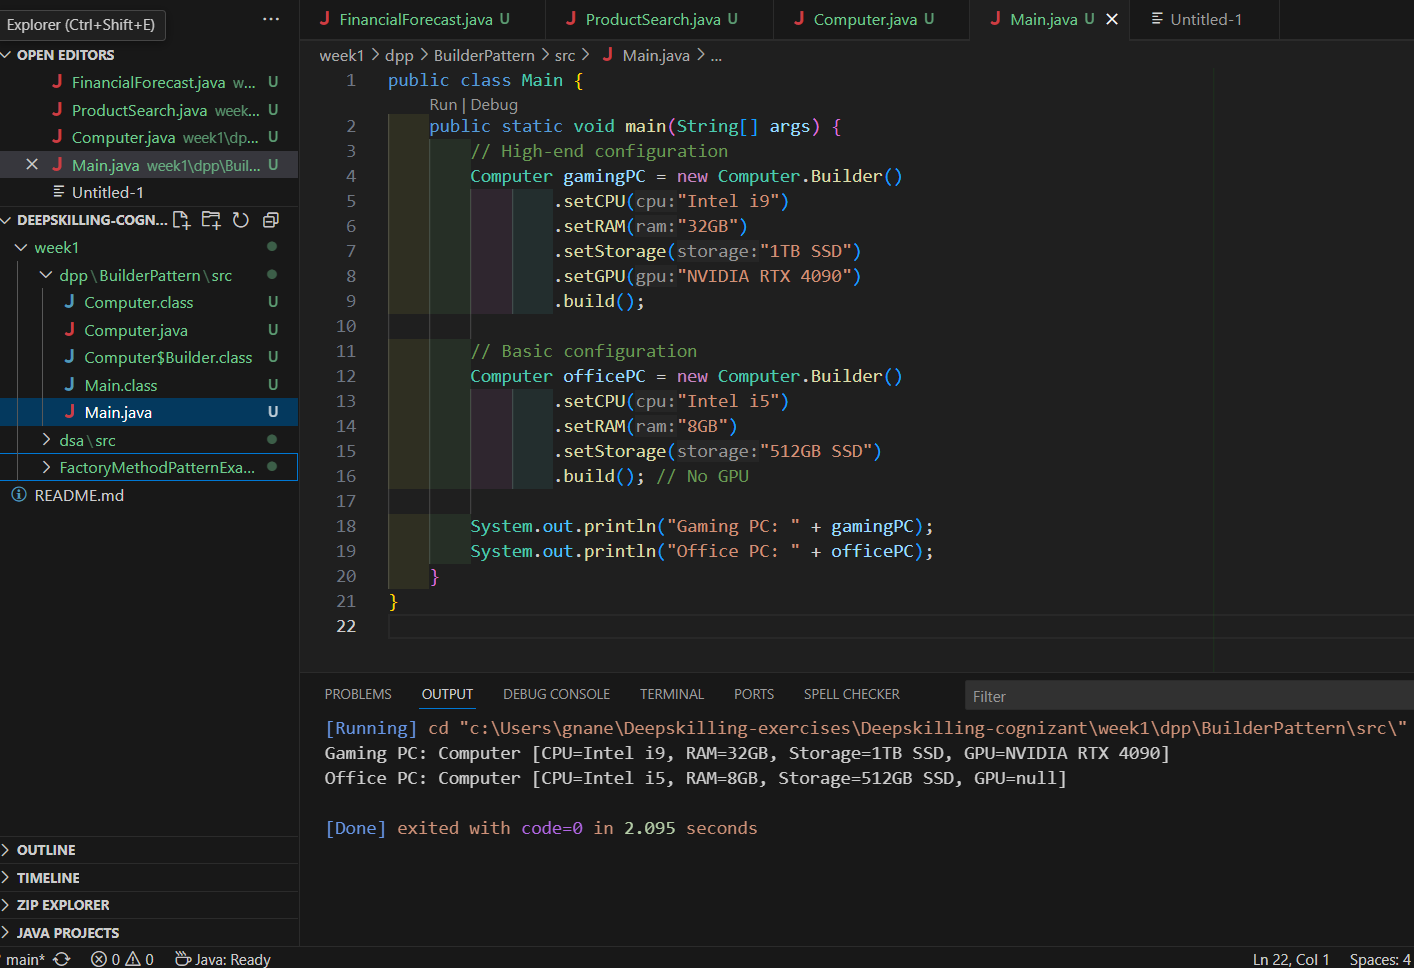 Explorer (Ctrl+Shift+E)
...
OPEN EDITORS
FinancialForecast.java w... U
ProductSearch.java week... U
Computer.java week1\dp... U
Main.java week1\dpp\Buil... U
Untitled-1
DEEPSKILLING-COGN...
week1
dpp\BuilderPattern\src
Computer.class U
Computer.java U
Computer$Builder.class U
Main.class U
Main.java U
dsa\src
FactoryMethodPatternExa...
README.md
OUTLINE
TIMELINE
ZIP EXPLORER
JAVA PROJECTS
FinancialForecast.java U
ProductSearch.java U
Computer.java U
Main.java U
Untitled-1
week1 > dpp > BuilderPattern > src > Main.java > ...
1 public class Main {
Run | Debug
2 public static void main(String[] args) {
3 // High-end configuration
4 Computer gamingPC = new Computer.Builder()
5 .setCPU(cpu:"Intel i9")
6 .setRAM(ram:"32GB")
7 .setStorage(storage:"1TB SSD")
8 .setGPU(gpu:"NVIDIA RTX 4090")
9 .build();
10
11 // Basic configuration
12 Computer officePC = new Computer.Builder()
13 .setCPU(cpu:"Intel i5")
14 .setRAM(ram:"8GB")
15 .setStorage(storage:"512GB SSD")
16 .build(); // No GPU
17
18 System.out.println("Gaming PC: " + gamingPC);
19 System.out.println("Office PC: " + officePC);
20 }
21 }
22
PROBLEMS OUTPUT DEBUG CONSOLE TERMINAL PORTS SPELL CHECKER Filter
[Running] cd "c:\Users\gnane\Deepskilling-exercises\Deepskilling-cognizant\week1\dpp\BuilderPattern\src\"
Gaming PC: Computer [CPU=Intel i9, RAM=32GB, Storage=1TB SSD, GPU=NVIDIA RTX 4090]
Office PC: Computer [CPU=Intel i5, RAM=8GB, Storage=512GB SSD, GPU=null]
[Done] exited with code=0 in 2.095 seconds
main* 0 0 Java: Ready Ln 22, Col 1 Spaces: 4